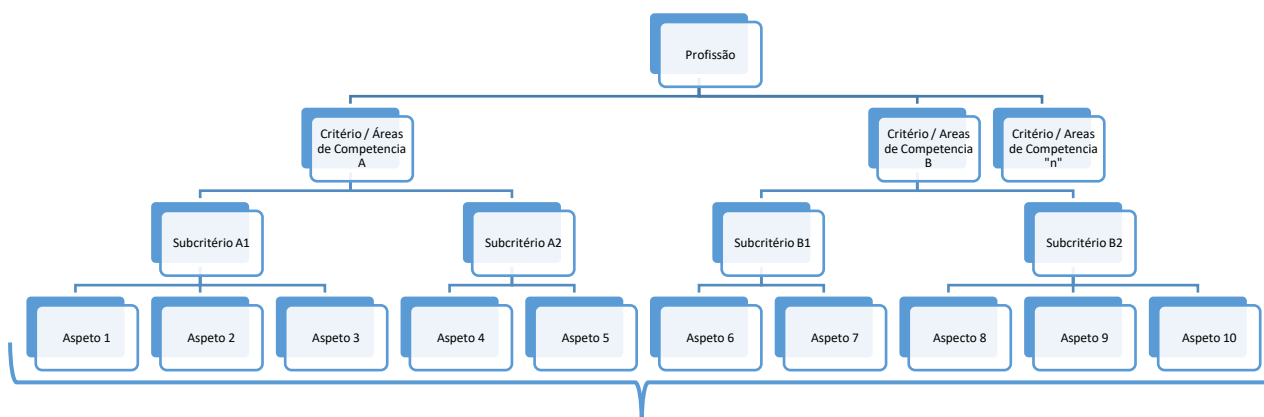 Profissão
Critério / Áreas
de Competencia
A
Critério / Areas
de Competencia
B
Critério / Areas
de Competencia
"n"
Subcritério A1
Subcritério A2
Subcritério B1
Subcritério B2
Aspeto 1
Aspeto 2
Aspeto 3
Aspeto 4
Aspeto 5
Aspeto 6
Aspeto 7
Aspecto 8
Aspeto 9
Aspeto 10